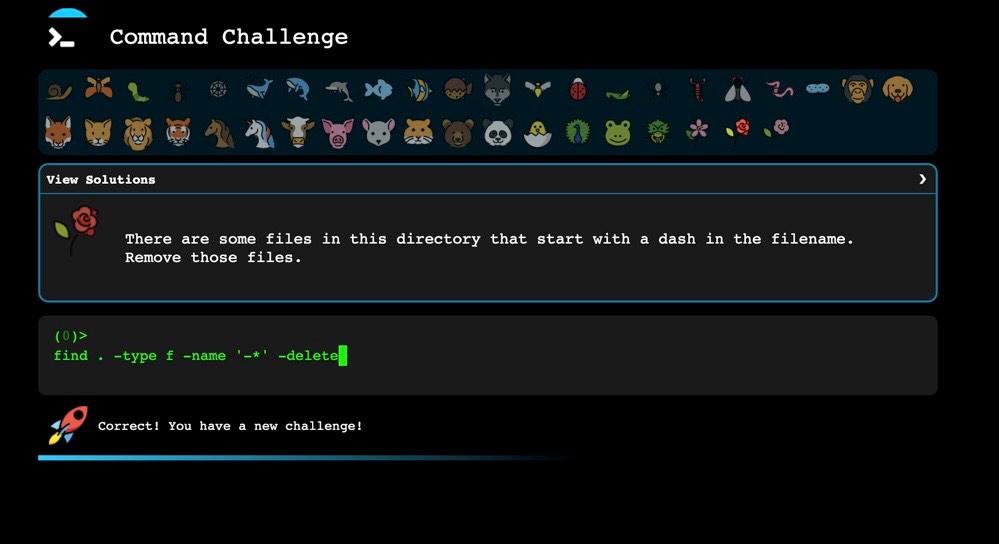 Command Challenge
View Solutions
There are some files in this directory that start with a dash in the filename.
Remove those files.
(0)>
find . -type f -name '-*' -delete
Correct! You have a new challenge!